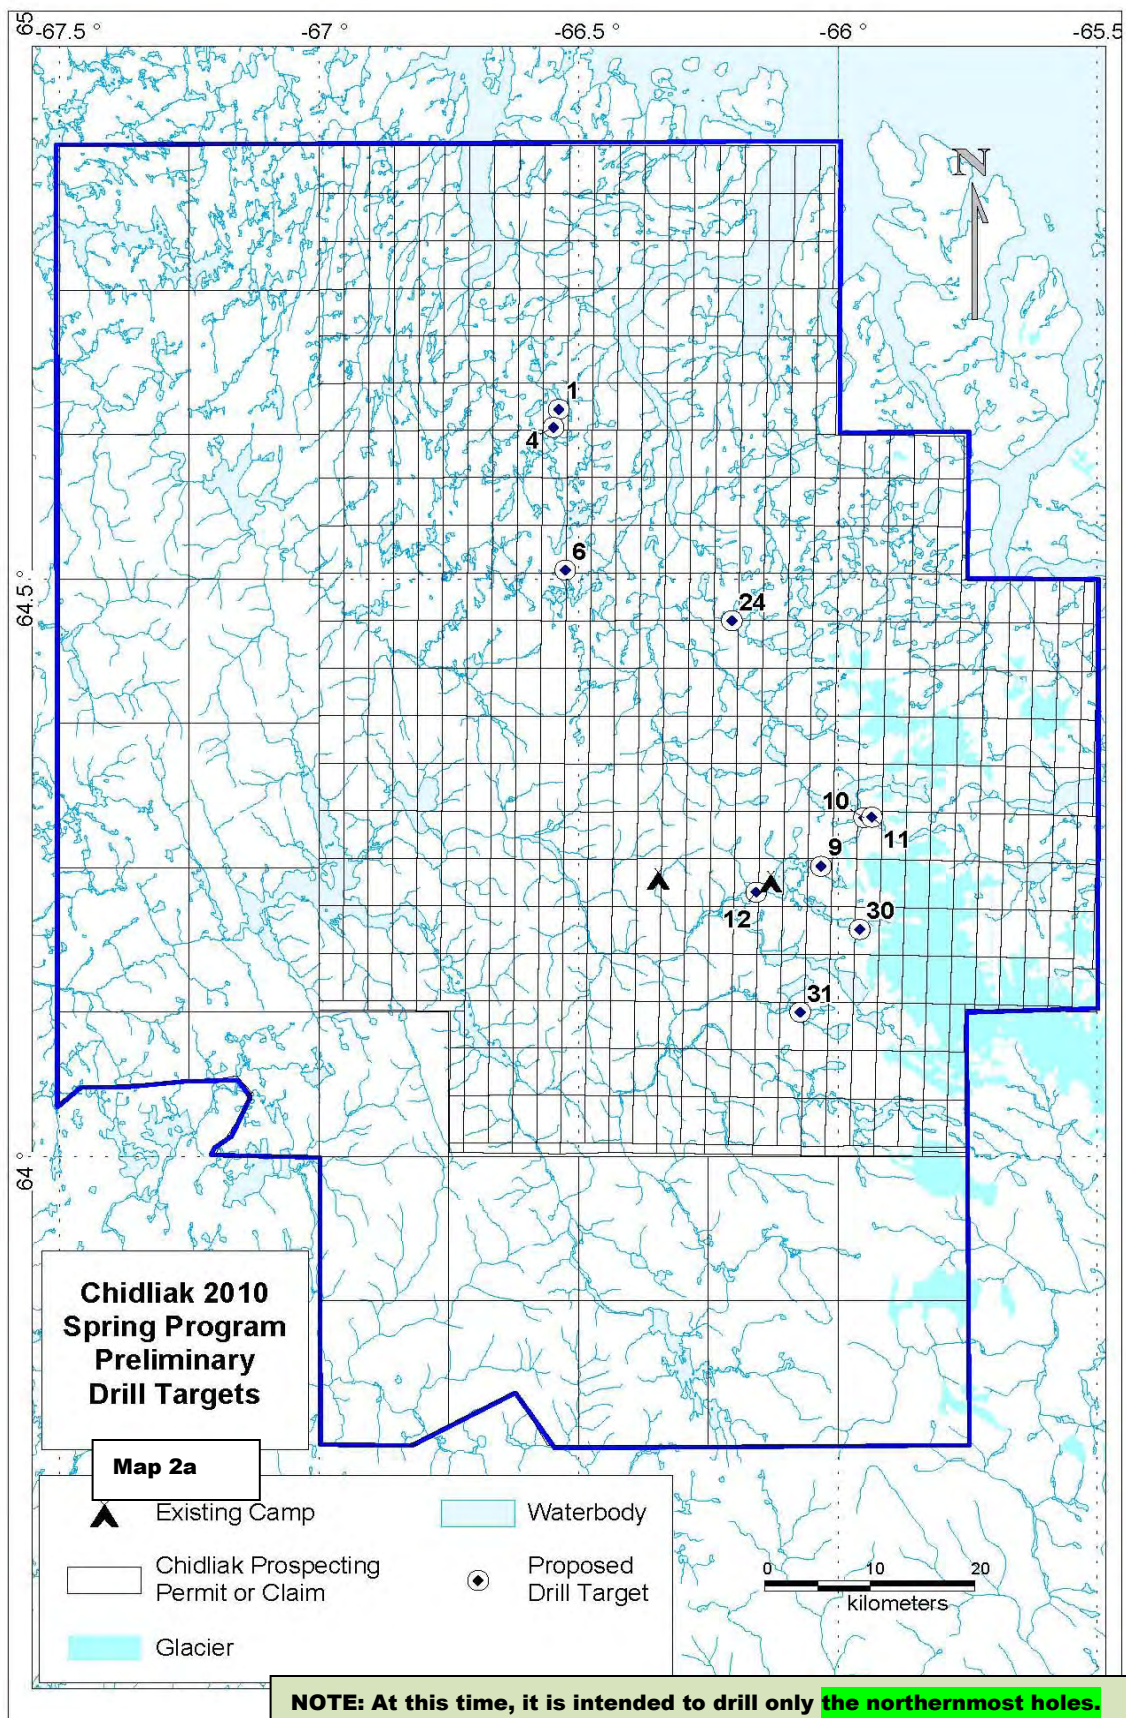 65
-67.5 °
-67 °
-66.5 °
-66 °
-65.5
N
1
4
6
64.5 °
24
10
11
9
12
30
31
64 °
Chidliak 2010
Spring Program
Preliminary
Drill Targets
Map 2a
Existing Camp
Waterbody
Chidliak Prospecting
Permit or Claim
Proposed
Drill Target
Glacier
0 10 20
kilometers
NOTE: At this time, it is intended to drill only the northernmost holes.